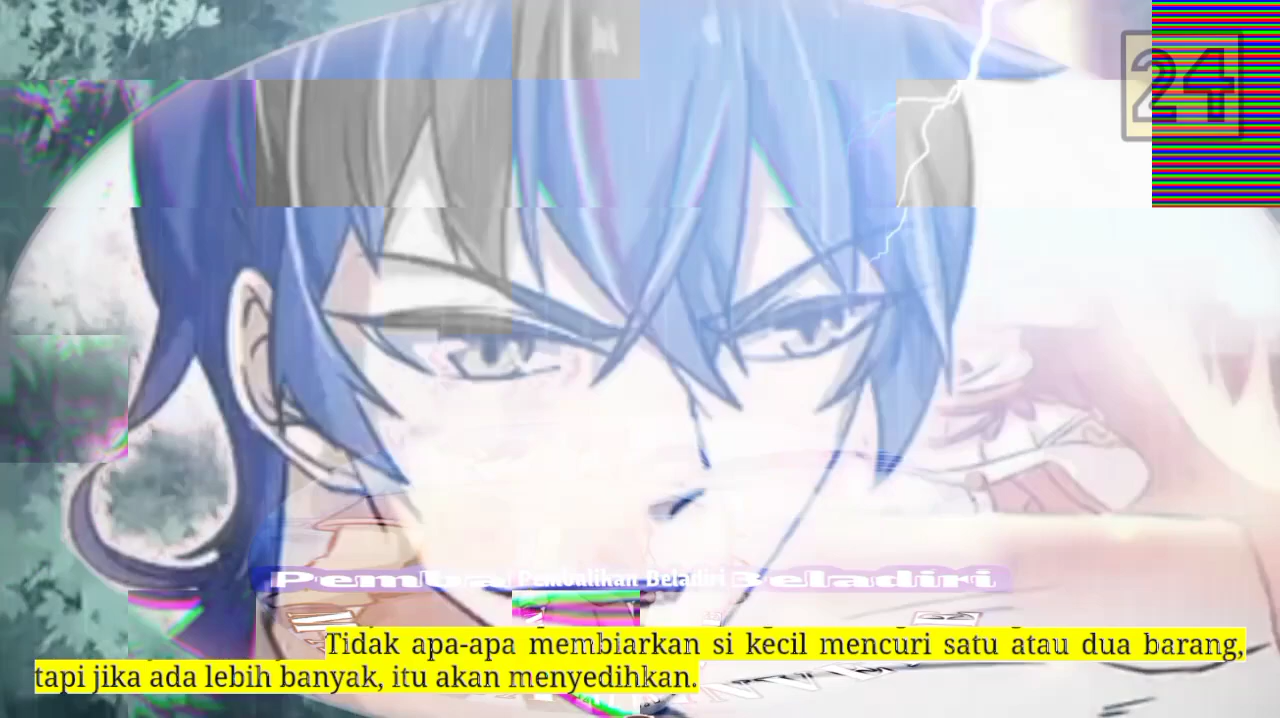 24
Pembulihan Beladiri
Tidak apa-apa membiarkan si kecil mencuri satu atau dua barang,
tapi jika ada lebih banyak, itu akan menyedihkan.